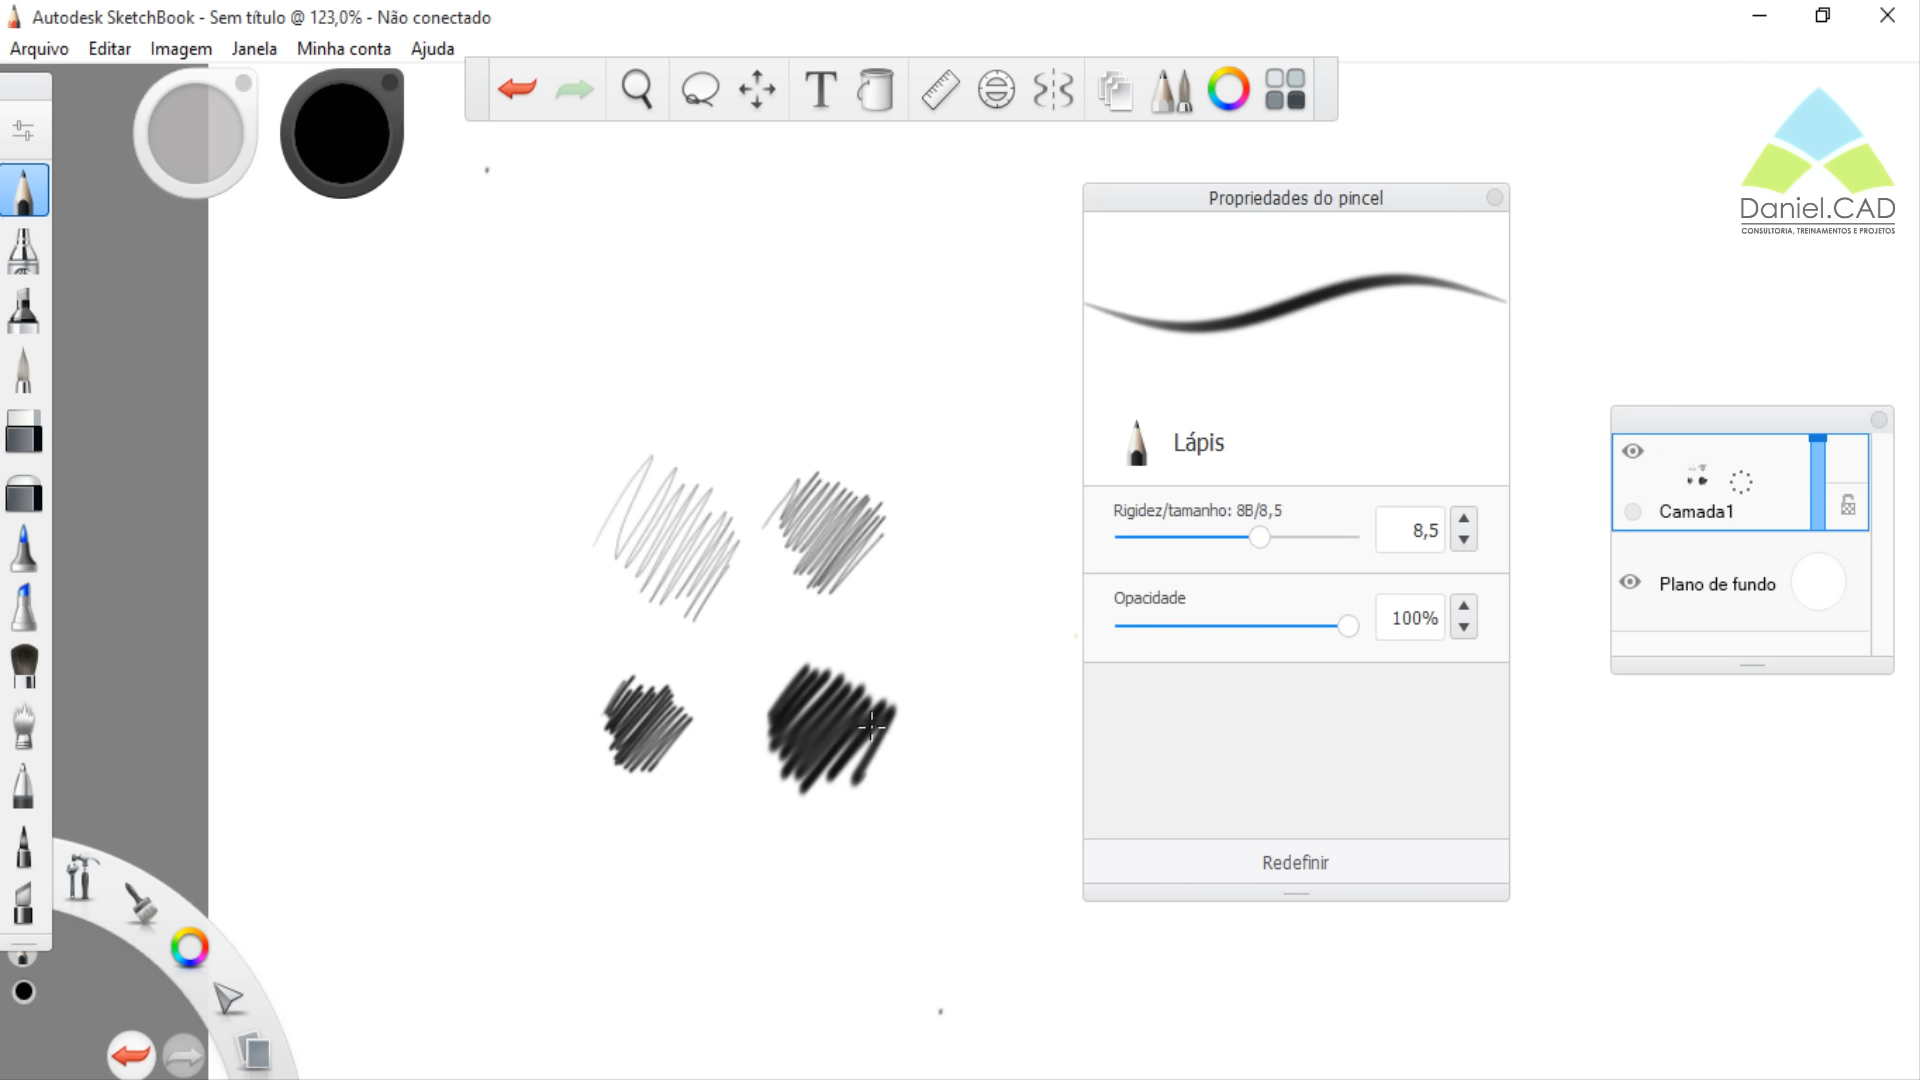 Autodesk SketchBook - Sem título @ 123,0% - Não conectado
Arquivo Editar Imagem Janela Minha conta Ajuda
T
Daniel.CAD
CONSULTORIA, TREINAMENTOS E PROJETOS
Propriedades do pincel
Lápis
Rigidez/tamanho: 8B/8,5
8,5
Opacidade
100%
Redefinir
Camada1
Plano de fundo